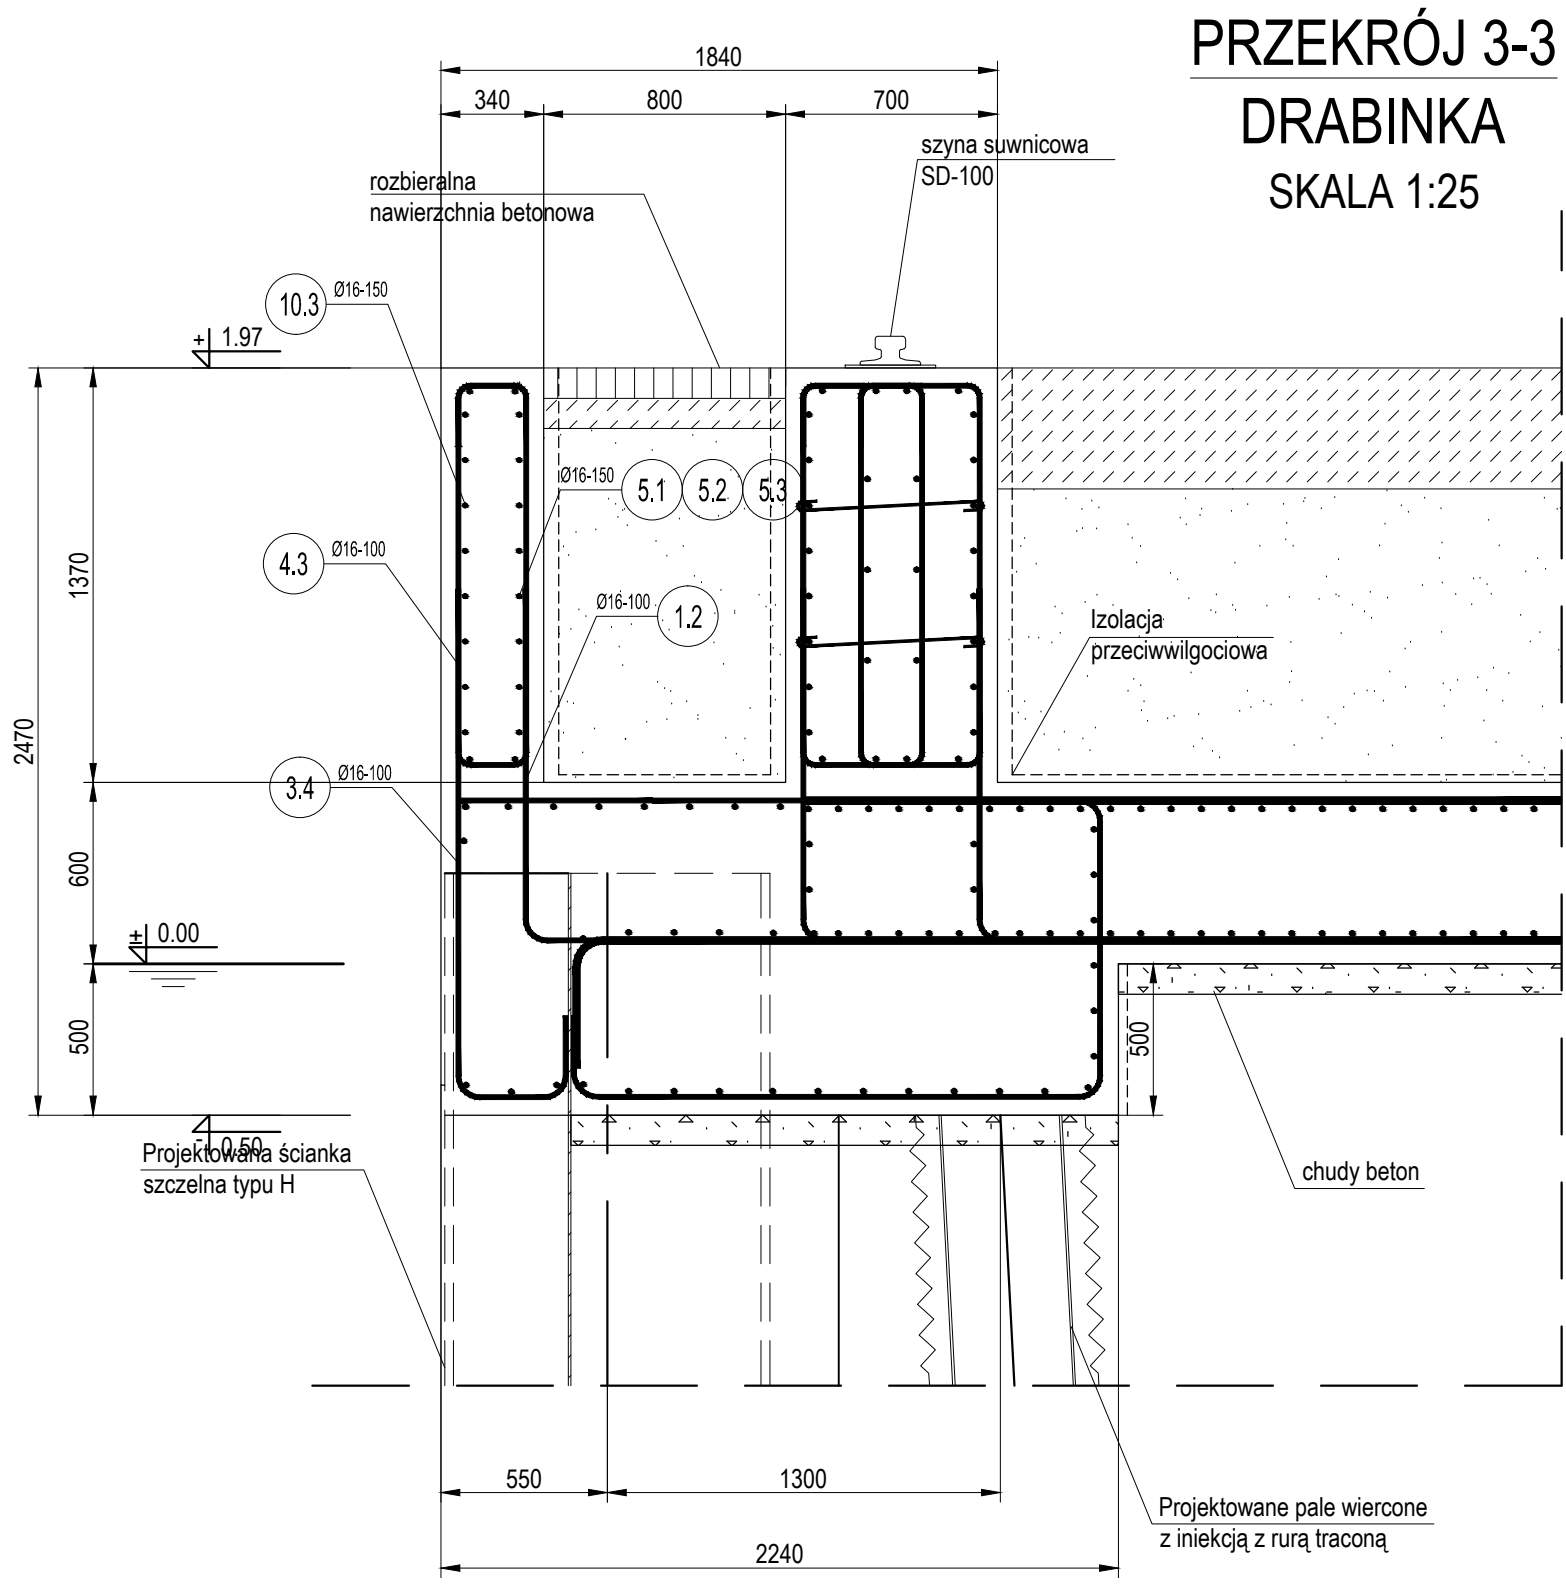 PRZEKRÓJ 3-3
DRABINKA
SKALA 1:25
1840
340
800
700
szyna suwnicowa
SD-100
rozbieralna
nawierzchnia betonowa
10.3
Ø16-150
+ 1.97
Ø16-150
5.1
5.2
5.3
4.3
Ø16-100
Ø16-100
1.2
1370
Izolacja
przeciwwilgociowa
2470
3.4
Ø16-100
600
± 0.00
500
500
- 0.50
Projektowana ścianka
szczelna typu H
chudy beton
550
1300
Projektowane pale wiercone
z iniekcją z rurą traconą
2240